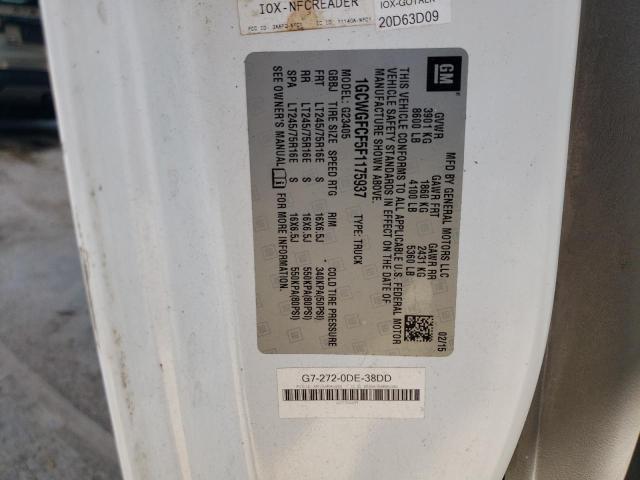 IOX-NFCREADER
IOX-GOTALK
20D63D09
GM
MFD BY GENERAL MOTORS LLC
02/15
GVWR GAWR FRT GAWR RR
3901 KG 1860 KG 2431 KG
8600 LB 4100 LB 5360 LB
THIS VEHICLE CONFORMS TO ALL APPLICABLE U.S. FEDERAL MOTOR
VEHICLE SAFETY STANDARDS IN EFFECT ON THE DATE OF
MANUFACTURE SHOWN ABOVE.
1GCWGFCF5F1175937 TYPE: TRUCK
MODEL: G23405
GBBJ TIRE SIZE SPEED RTG RIM COLD TIRE PRESSURE
FRT LT245/75R16E S 16X6.5J 340KPA(50PSI)
RR LT245/75R16E S 16X6.5J 550KPA(80PSI)
SPA LT245/75R16E S 16X6.5J 550KPA(80PSI)
SEE OWNER'S MANUAL FOR MORE INFORMATION.
G7-272-0DE-38DD